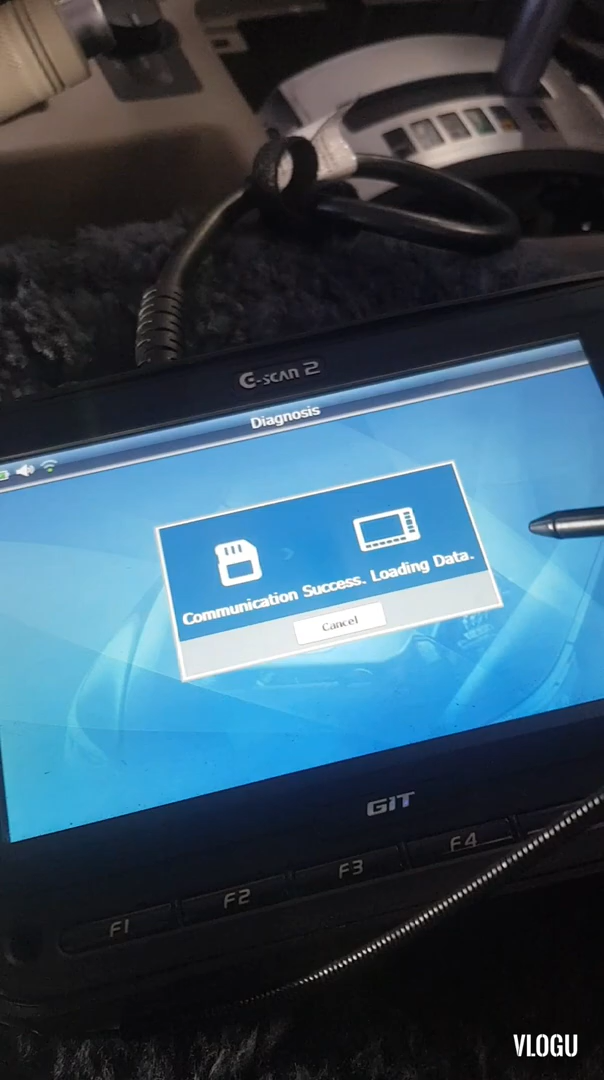 G-SCAN 2
Diagnosis
Communication Success. Loading Data.
Cancel
GIT
F1
F2
F3
F4
VLOGU